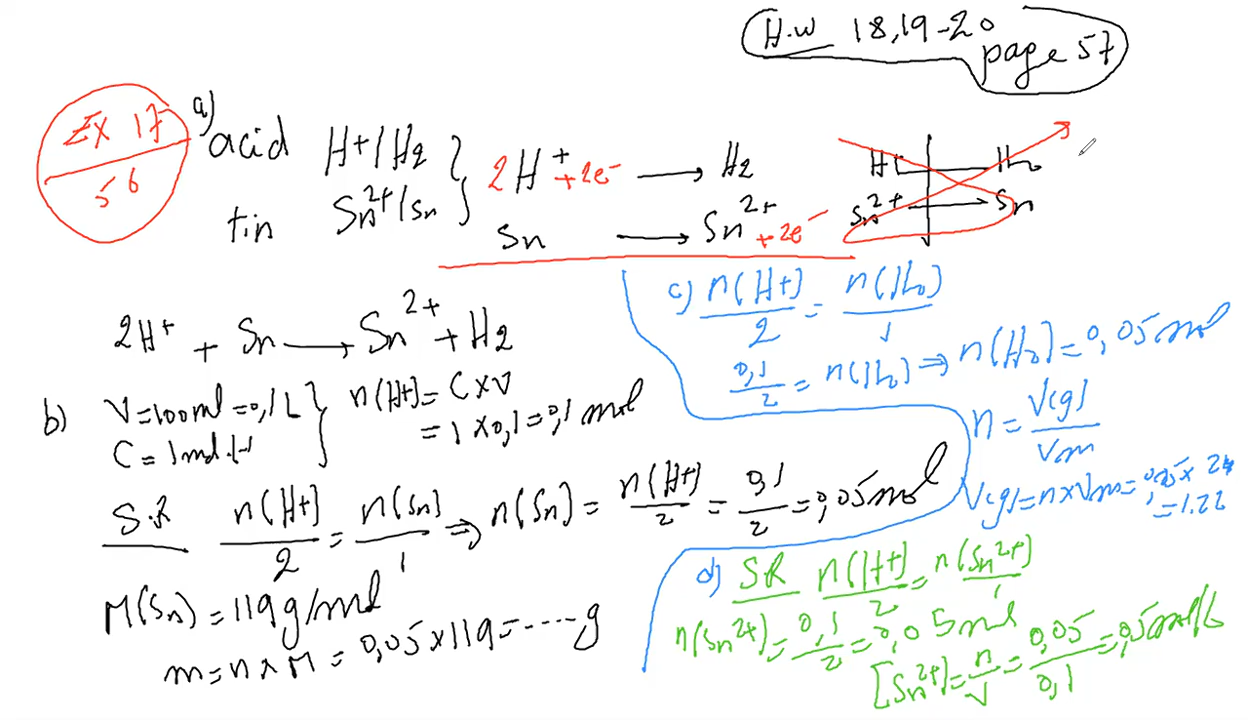 H.w 18,19-20
page 57
Ex 17
56
a)
acid H+/H2
tin Sn2+/Sn
2H+ +2e- → H2
Sn → Sn2+ +2e-
H+ H2
Sn2+ → Sn
2H+ + Sn → Sn2+ + H2
b) V=100ml=0,1L
C=1mol.l-1
n(H+)= C×V
= 1×0,1=0,1 mol
S.R n(H+)/2 = n(Sn)/1 ⇒ n(Sn) = n(H+)/2 = 0,1/2 = 0,05mol
M(Sn)=119g/mol
m=n×M=0,05×119=----g
c) n(H+)/2 = n(H2)/1
0,1/2 = n(H2) ⇒ n(H2)=0,05mol
n = V(g)/Vm
V(g)=n×Vm=0,05×24
=1.2L
d) SR n(H+)/2 = n(Sn2+)/1
n(Sn2+)=0,1/2=0,05mol
[Sn2+]=n/V=0,05/0,1=0,5mol/L